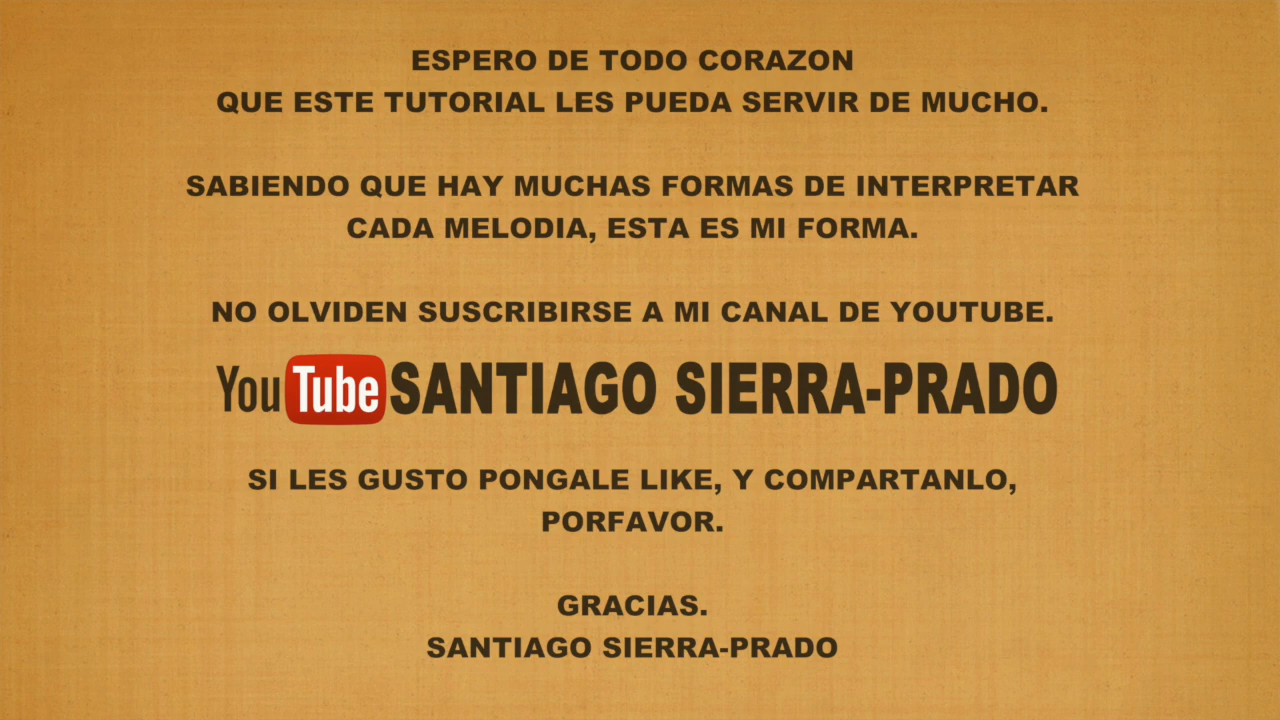 ESPERO DE TODO CORAZON
QUE ESTE TUTORIAL LES PUEDA SERVIR DE MUCHO.
SABIENDO QUE HAY MUCHAS FORMAS DE INTERPRETAR
CADA MELODIA, ESTA ES MI FORMA.
NO OLVIDEN SUSCRIBIRSE A MI CANAL DE YOUTUBE.
YouTube SANTIAGO SIERRA-PRADO
SI LES GUSTO PONGALE LIKE, Y COMPARTANLO,
PORFAVOR.
GRACIAS.
SANTIAGO SIERRA-PRADO